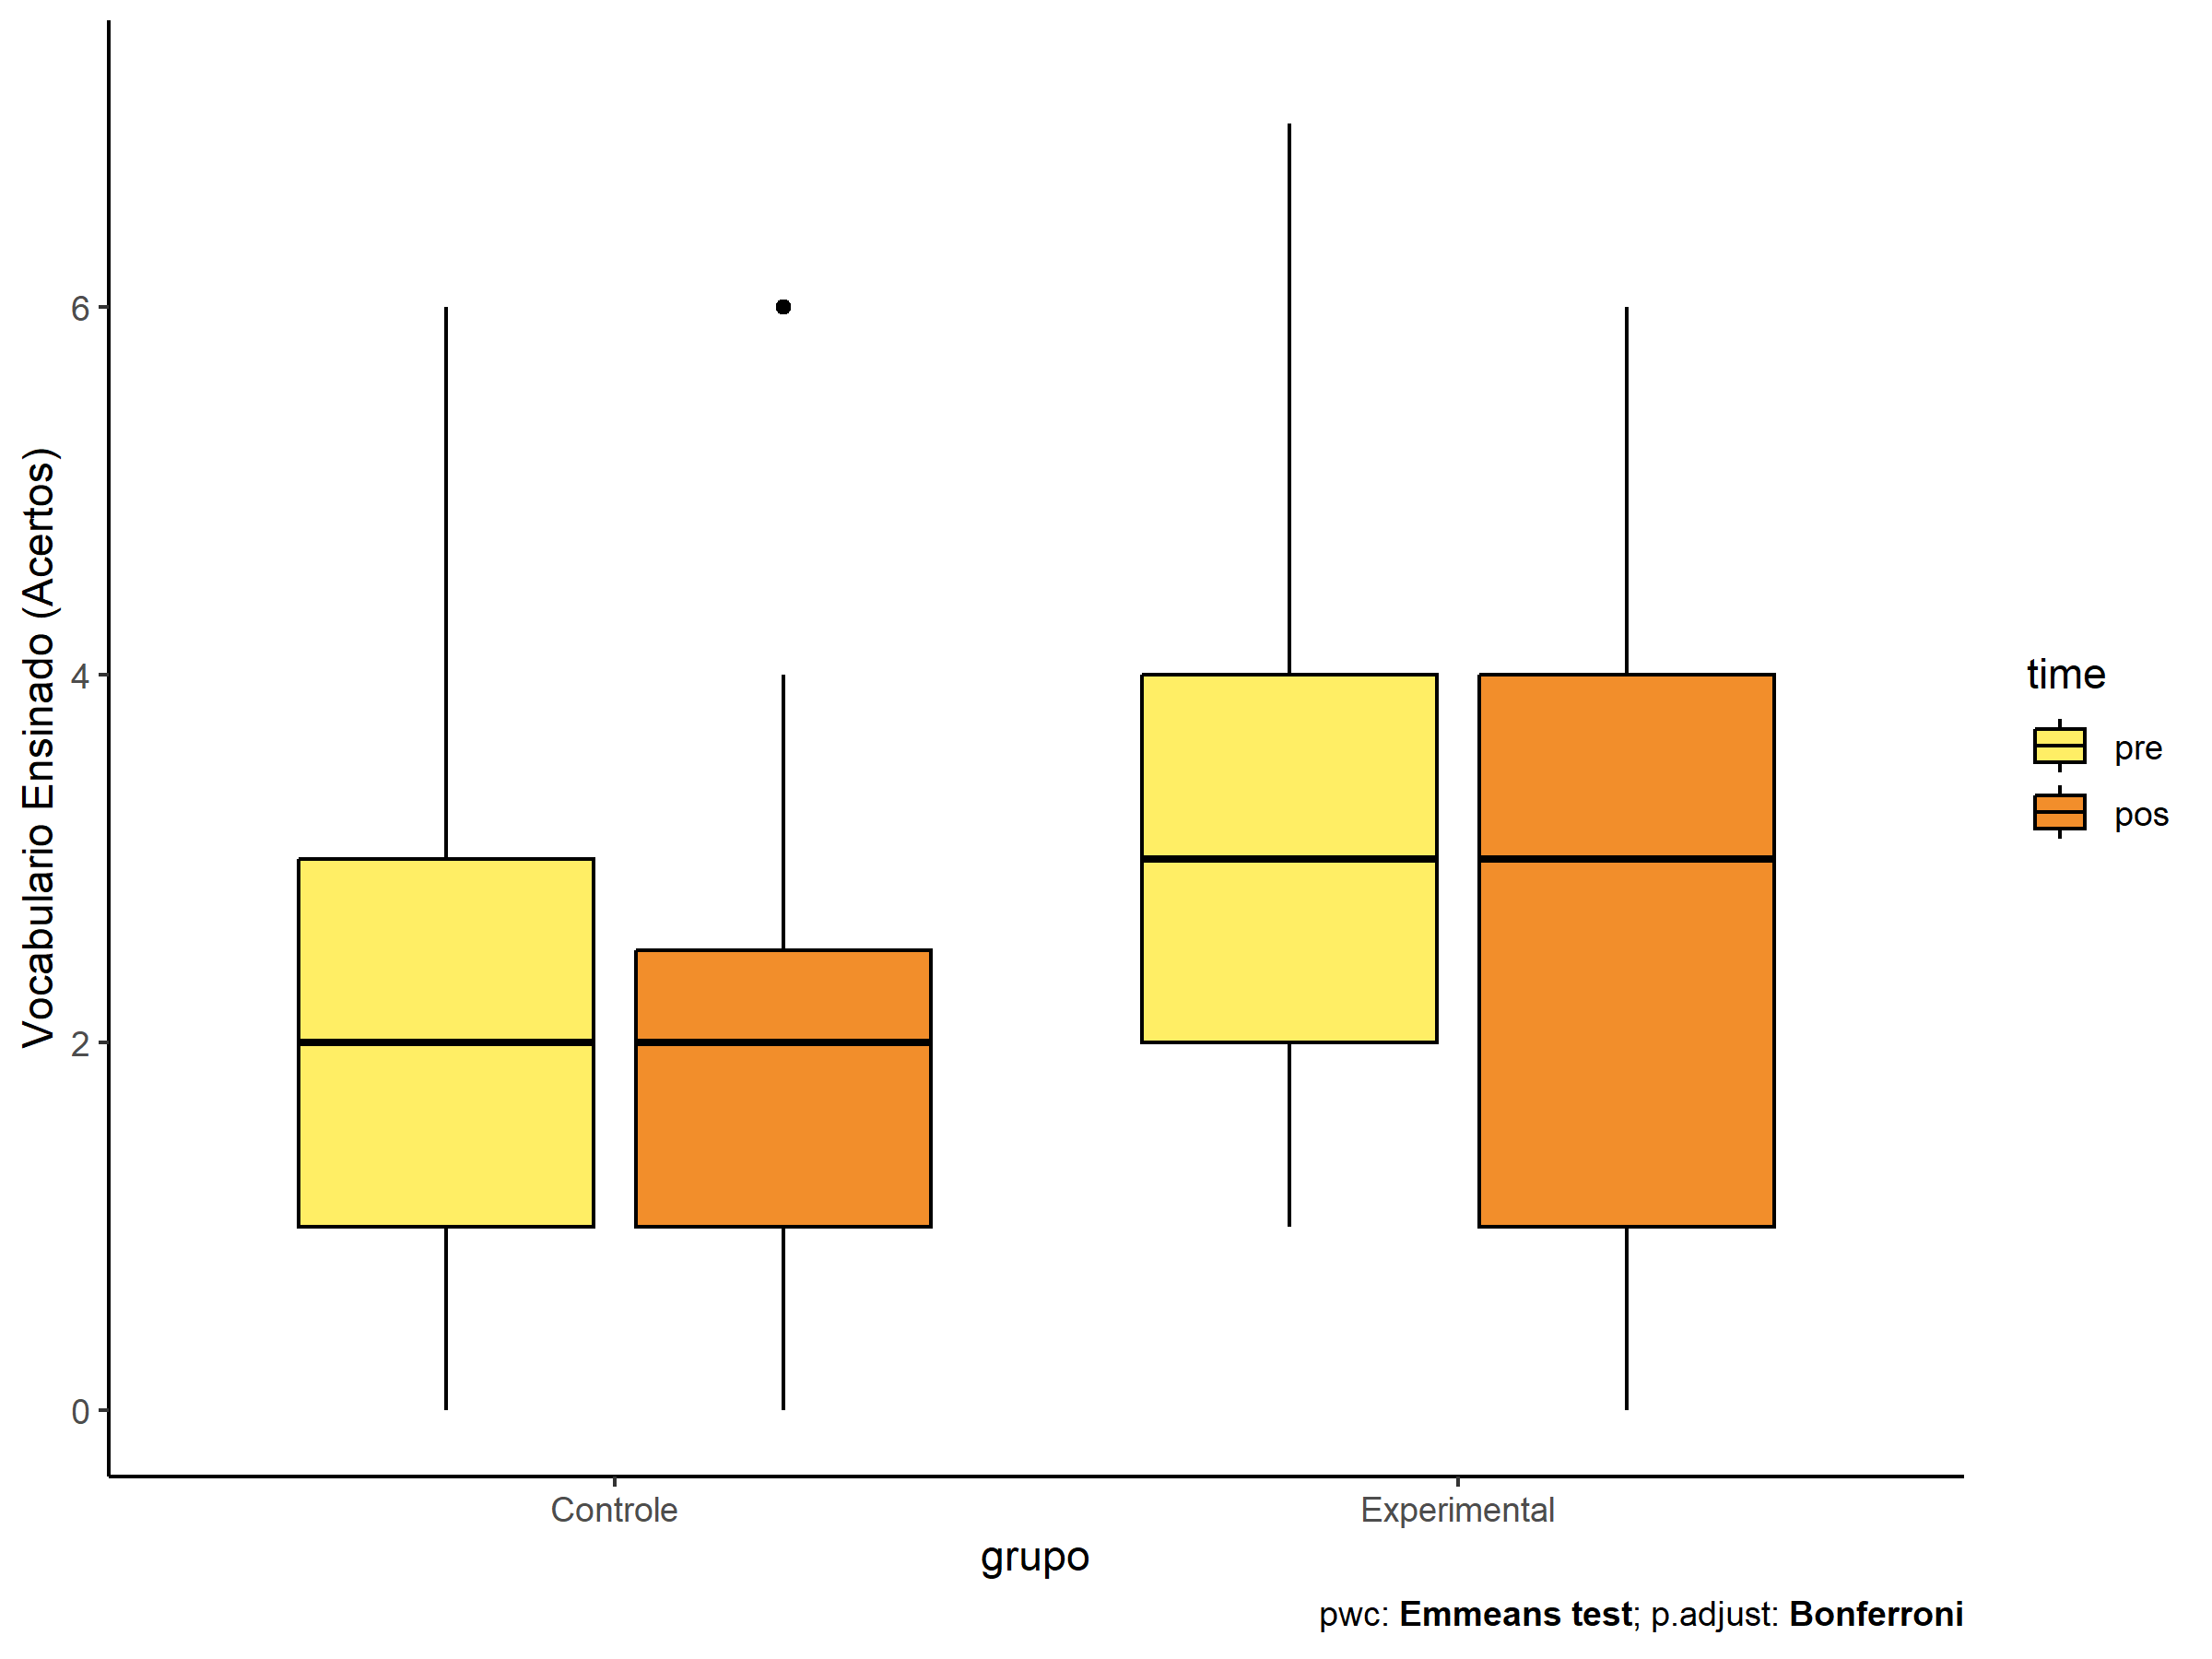 Vocabulario Ensinado (Acertos)
6
4
2
0
Controle
Experimental
grupo
time
pre
pos
pwc: Emmeans test; p.adjust: Bonferroni